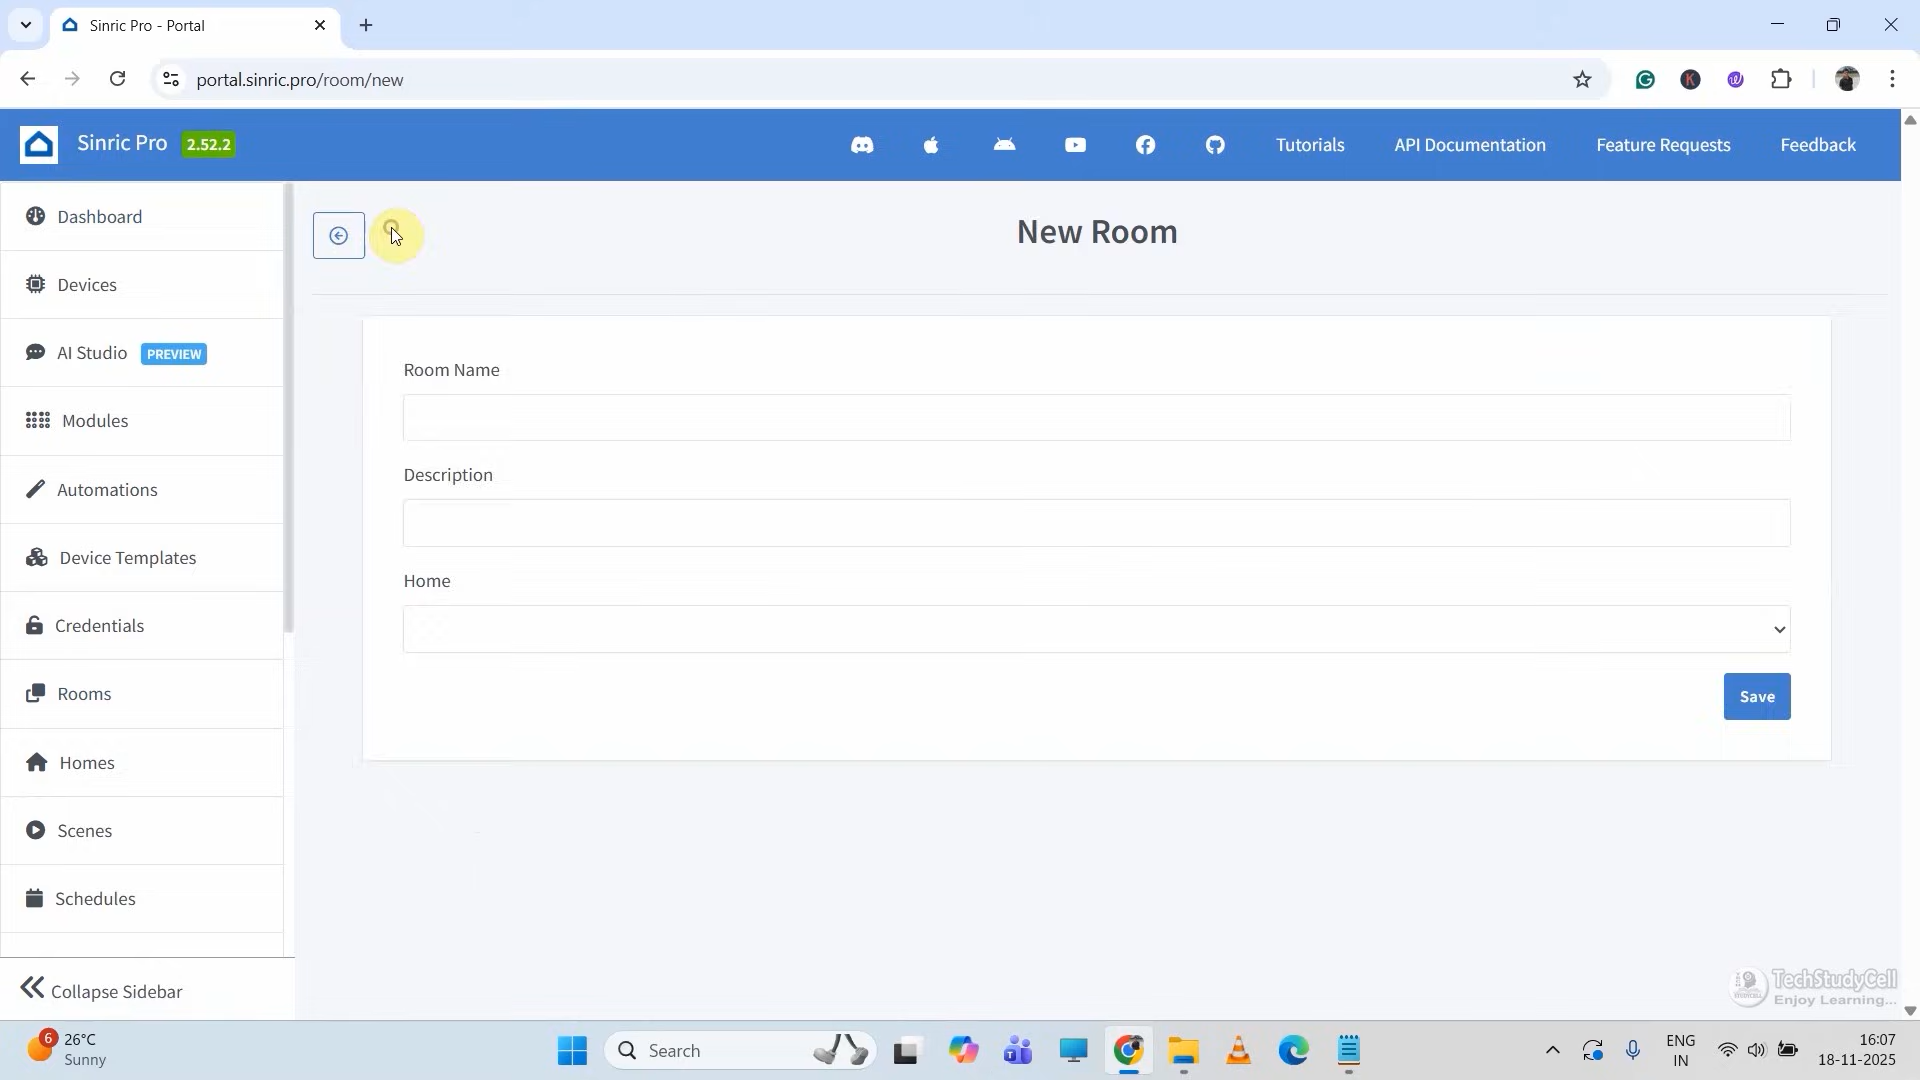 Sinric Pro - Portal
portal.sinric.pro/room/new
Sinric Pro 2.52.2
Tutorials
API Documentation
Feature Requests
Feedback
Dashboard
Devices
AI Studio PREVIEW
Modules
Automations
Device Templates
Credentials
Rooms
Homes
Scenes
Schedules
Collapse Sidebar
New Room
Room Name
Description
Home
Save
TechStudyCell
Enjoy Learning...
6
26°C
Sunny
Search
ENG
IN
16:07
18-11-2025